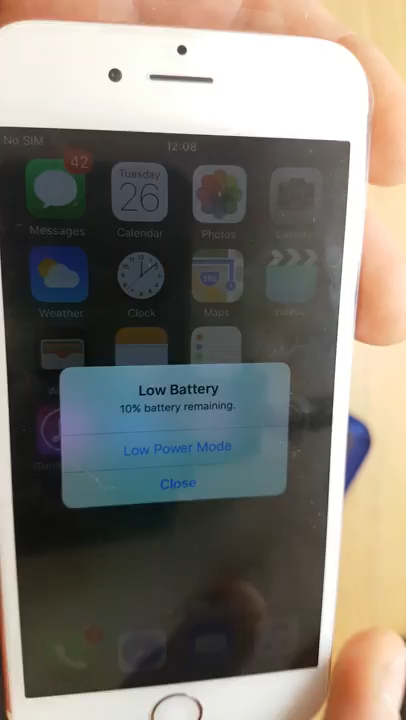 No SIM
12:08
42
Tuesday
26
Messages
Calendar
Photos
Camera
Weather
Clock
Maps
Videos
Low Battery
10% battery remaining.
Low Power Mode
Close